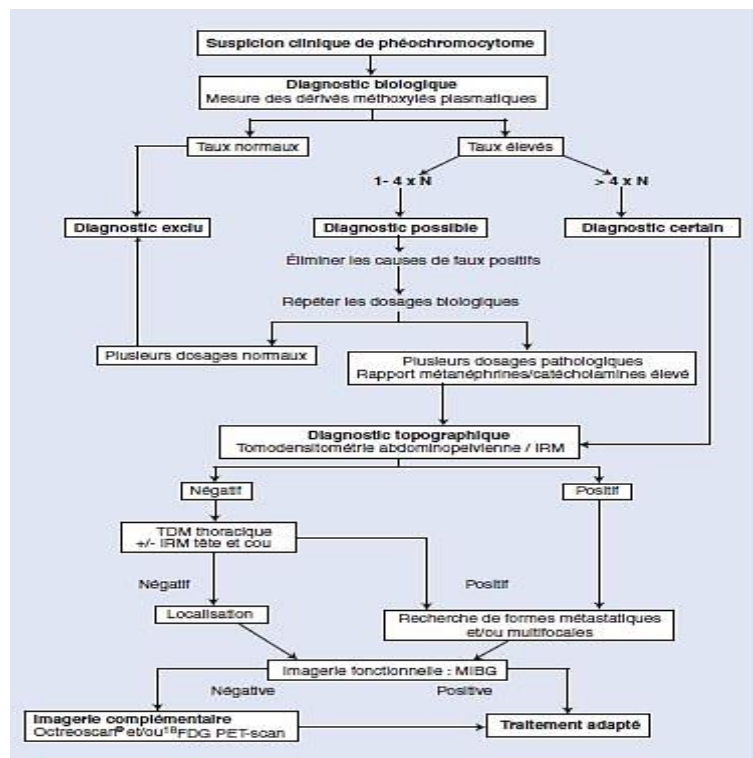 Suspicion clinique de phéochromocytome
Diagnostic biologique
Mesure des dérivés méthoxylés plasmatiques
Taux normaux
Taux élevés
1- 4 x N
> 4 x N
Diagnostic exclu
Diagnostic possible
Diagnostic certain
Éliminer les causes de faux positifs
Répéter les dosages biologiques
Plusieurs dosages normaux
Plusieurs dosages pathologiques
Rapport métanéphrines/catécholamines élevé
Diagnostic topographique
Tomodensitométrie abdominopelvienne / IRM
Négatif
Positif
TDM thoracique
+/- IRM tête et cou
Négatif
Positif
Localisation
Recherche de formes métastatiques
et/ou multifocales
Imagerie fonctionnelle : MIBG
Négative
Positive
Imagerie complémentaire
Octreoscan® et/ou 18FDG PET-scan
Traitement adapté